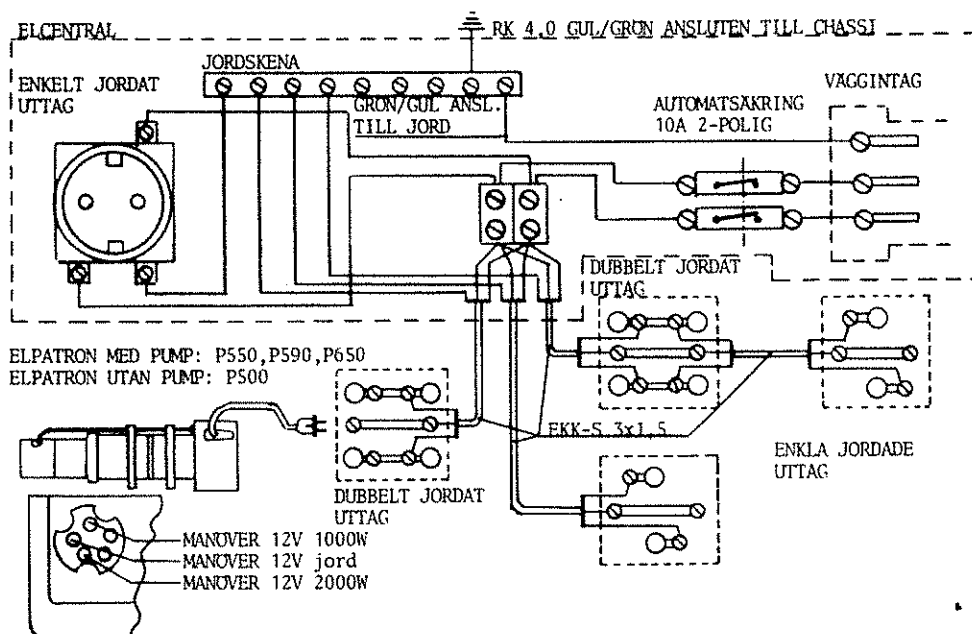 ELCENTRAL
RK 4.0 GUL/GRÖN ANSLUTEN TILL CHASSI
JORDSKENA
ENKELT JORDAT
UTTAG
GRÖN/GUL ANSL.
TILL JORD
AUTOMATSÄKRING
10A 2-POLIG
VÄGGINTAG
DUBBELT JORDAT
UTTAG
ELPATRON MED PUMP: P550,P590,P650
ELPATRON UTAN PUMP: P500
EKK-S 3x1,5
ENKLA JORDADE
UTTAG
DUBBELT JORDAT
UTTAG
MANÖVER 12V 1000W
MANÖVER 12V jord
MANÖVER 12V 2000W